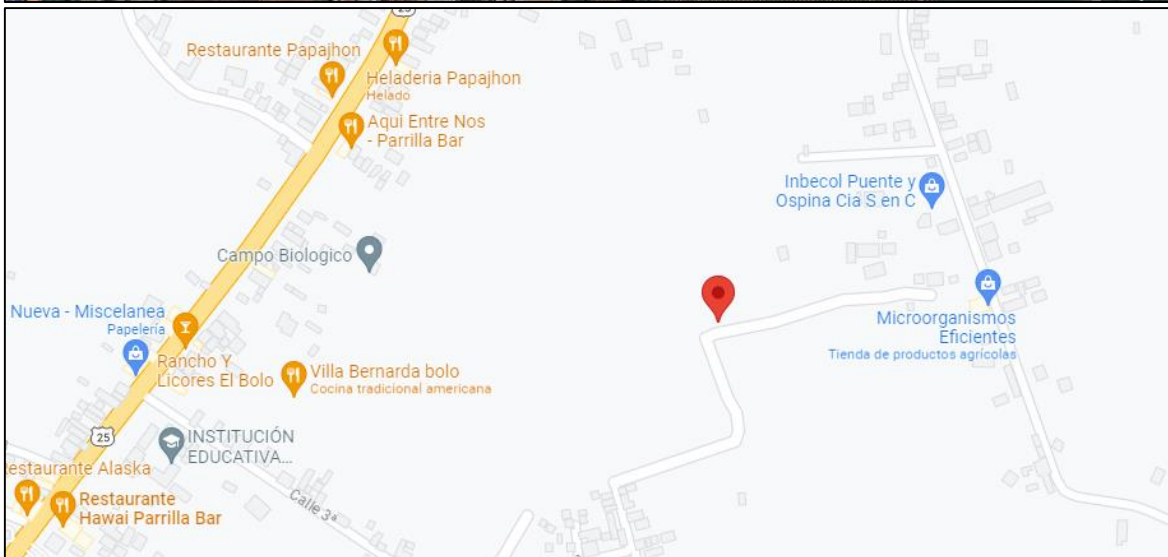 25
Restaurante Papajhon
Heladeria Papajhon
Helado
Aqui Entre Nos
- Parrilla Bar
Inbecol Puente y
Ospina Cia S en C
Campo Biologico
Nueva - Miscelanea
Papelería
Rancho Y
Licores El Bolo
Villa Bernarda bolo
Cocina tradicional americana
Microorganismos
Eficientes
Tienda de productos agrícolas
25
INSTITUCIÓN
EDUCATIVA...
Restaurante Alaska
Restaurante
Hawai Parrilla Bar
Calle 3ª